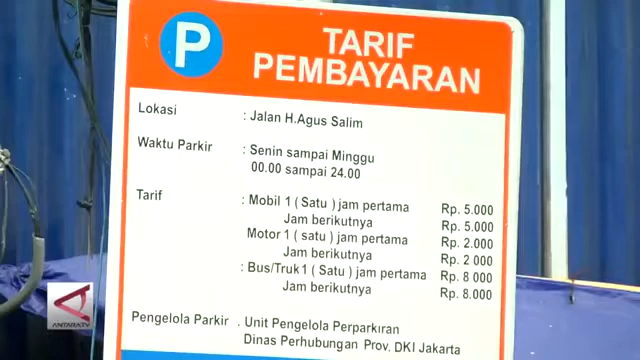 P
TARIF
PEMBAYARAN
Lokasi : Jalan H.Agus Salim
Waktu Parkir : Senin sampai Minggu
00.00 sampai 24.00
Tarif : Mobil 1 ( Satu ) jam pertama Rp. 5.000
Jam berikutnya Rp. 5.000
Motor 1 ( satu ) jam pertama Rp. 2.000
Jam berikutnya Rp. 2 000
: Bus/Truk 1 ( Satu ) jam pertama Rp. 8 000
Jam berikutnya Rp. 8.000
Pengelola Parkir . Unit Pengelola Perparkiran
Dinas Perhubungan Prov. DKI Jakarta
ANTARATV